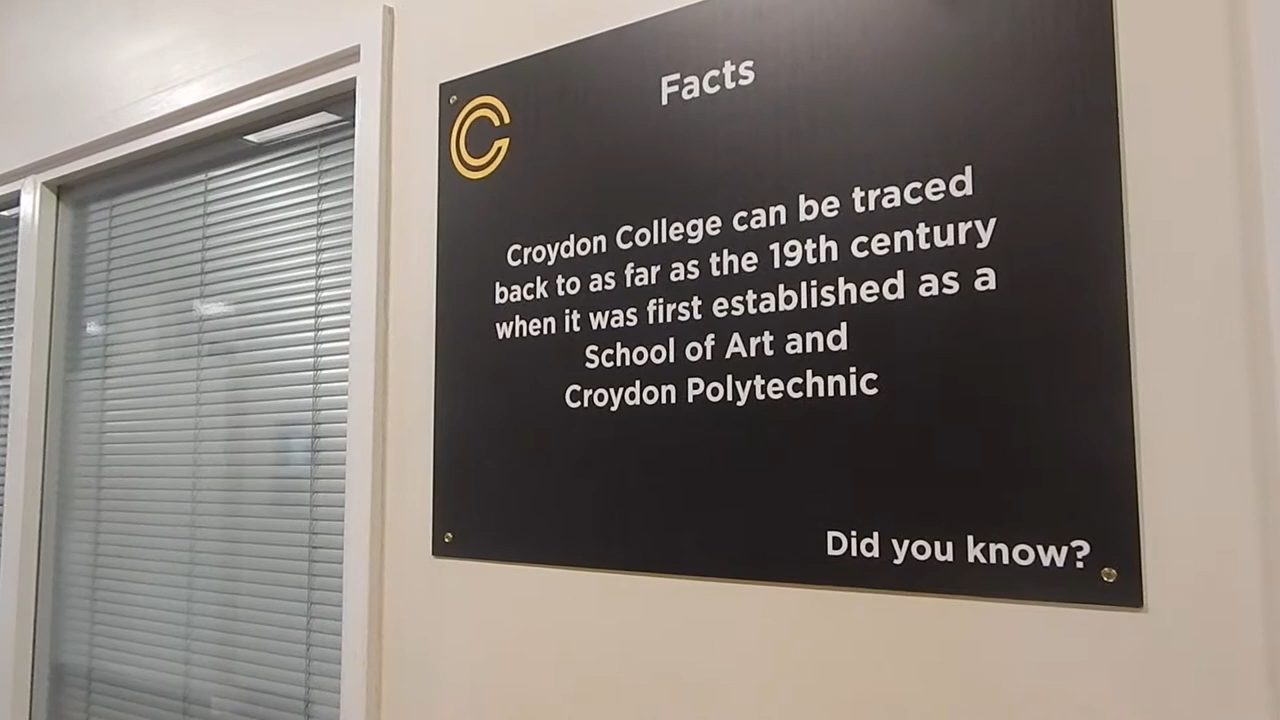 Facts
Croydon College can be traced
back to as far as the 19th century
when it was first established as a
School of Art and
Croydon Polytechnic
Did you know?